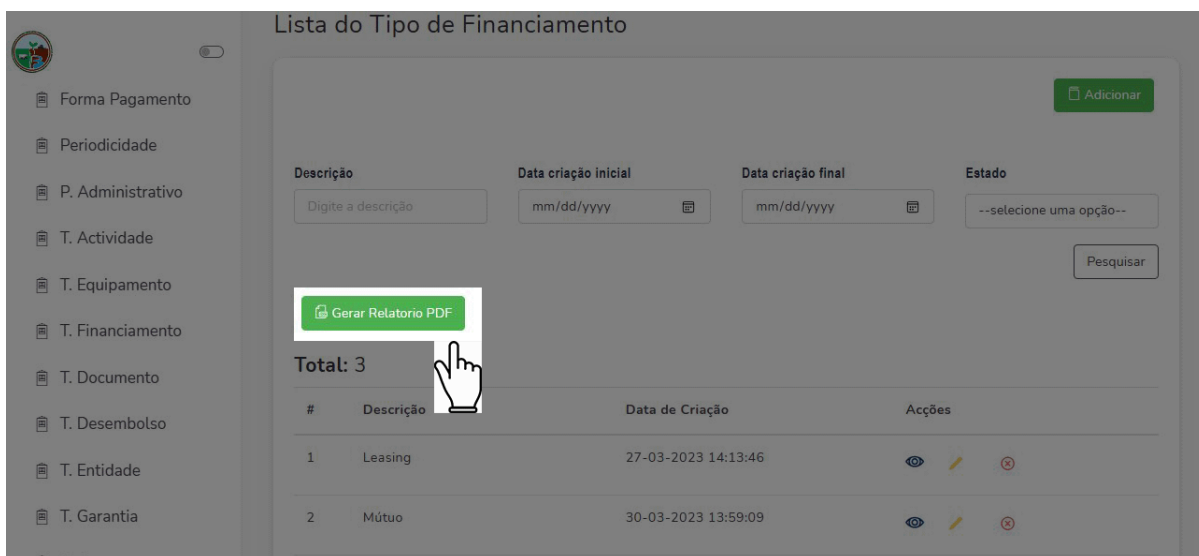 Lista do Tipo de Financiamento
Forma Pagamento
Periodicidade
P. Administrativo
T. Actividade
T. Equipamento
T. Financiamento
T. Documento
T. Desembolso
T. Entidade
T. Garantia
Adicionar
Descrição Data criação inicial Data criação final Estado
Digite a descrição mm/dd/yyyy mm/dd/yyyy --selecione uma opção--
Pesquisar
Gerar Relatorio PDF
Total: 3
# Descrição Data de Criação Acções
1 Leasing 27-03-2023 14:13:46
2 Mútuo 30-03-2023 13:59:09